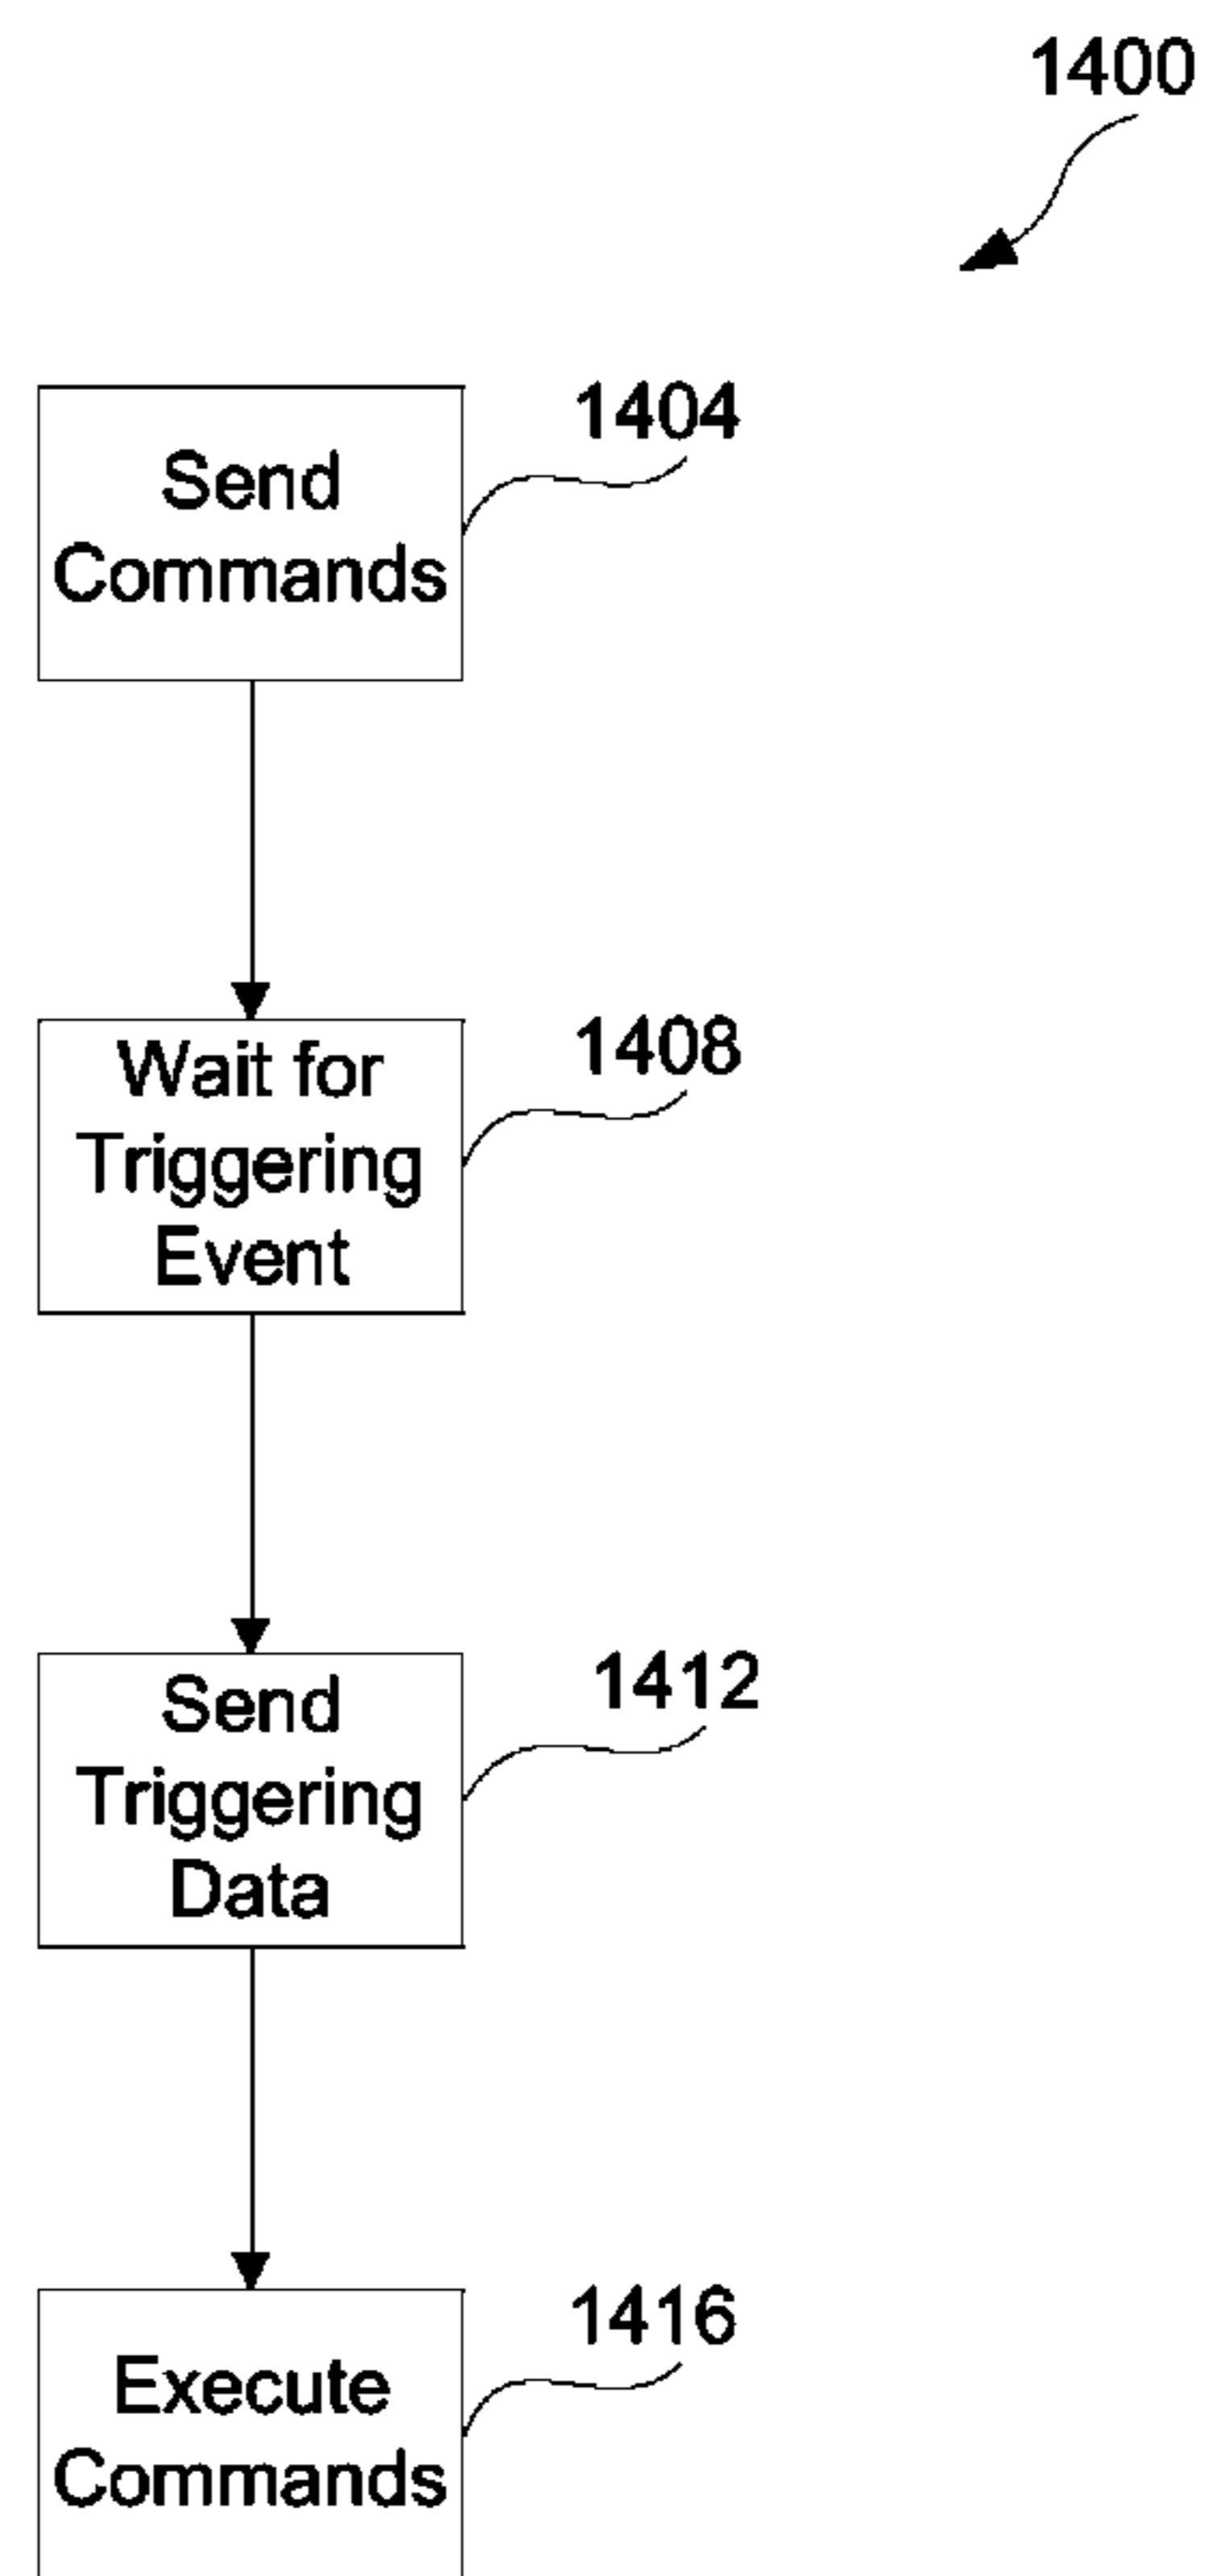 1400
1404
Send
Commands
1408
Wait for
Triggering
Event
1412
Send
Triggering
Data
1416
Execute
Commands